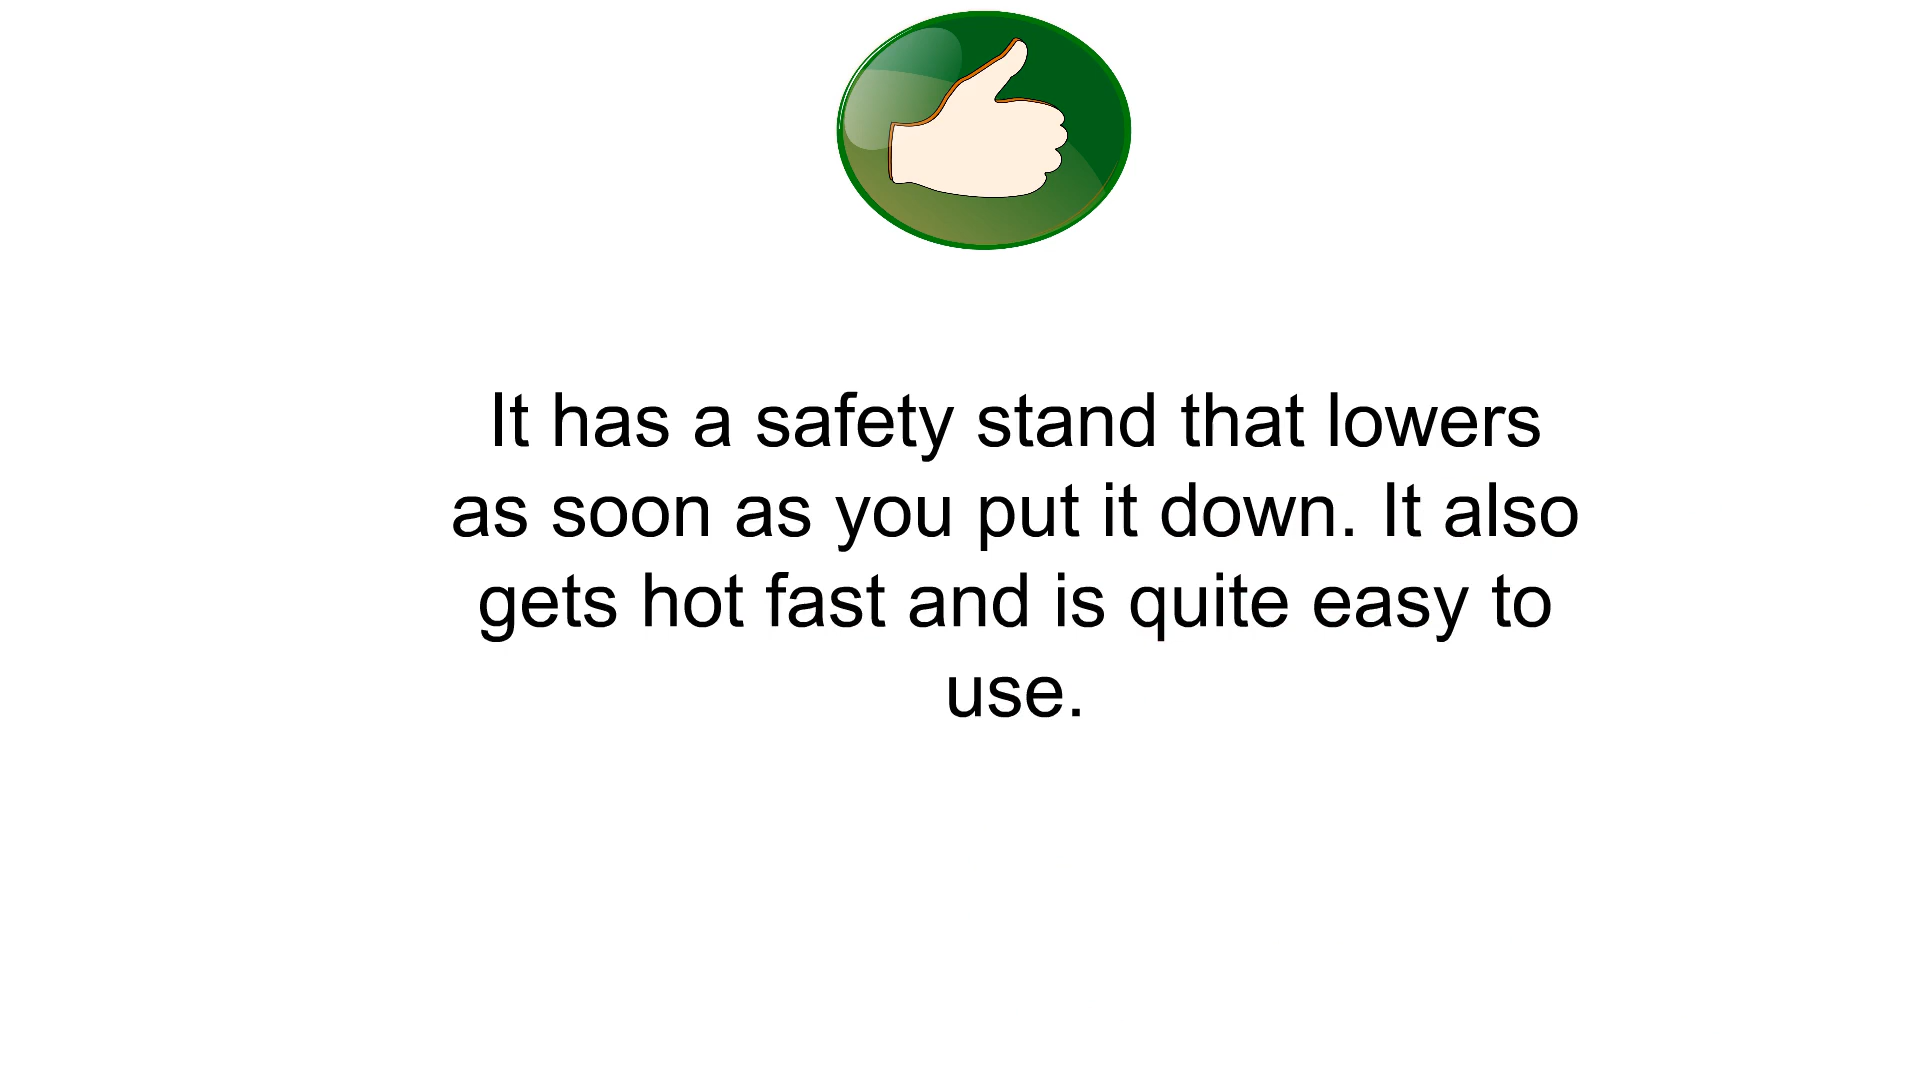 It has a safety stand that lowers
as soon as you put it down. It also
gets hot fast and is quite easy to
use.